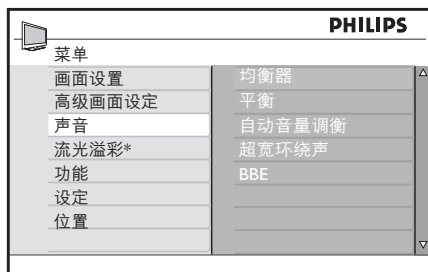 PHILIPS
菜单
画面设置
高级画面设定
声音
流光溢彩*
功能
设定
位置
均衡器
平衡
自动音量调衡
超宽环绕声
BBE